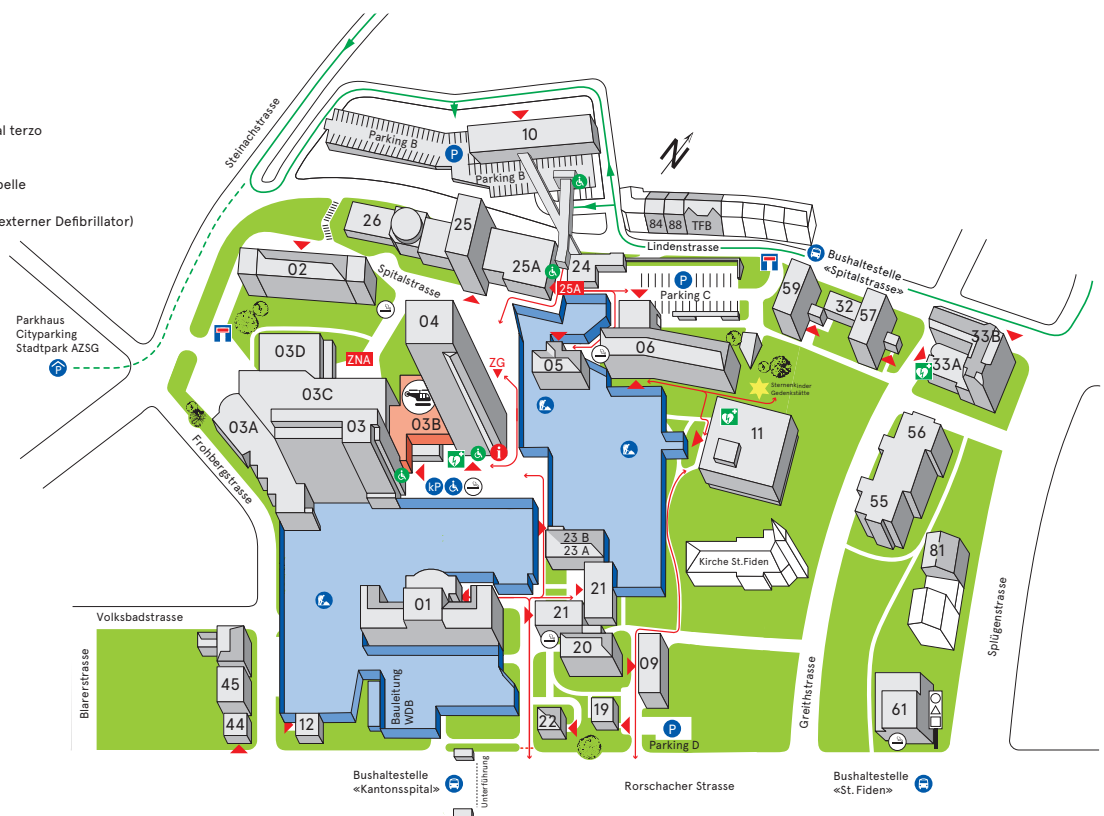 al terzo
elle
externer Defibrillator)
Steinachstrasse
Parking B
P
10
Parking B
N
84
88
TFB
Lindenstrasse
Bushaltestelle
«Spitalstrasse»
26
25
25A
24
25A
P
Parking C
02
Spitalstrasse
59
32
57
33B
33A
Parkhaus
Cityparking
Stadtpark AZSG
P
04
03D
ZNA
ZG
05
06
Sternenkinder
Gedenkstätte
03C
03A
03
03B
11
56
Frohbergstrasse
i
kP
55
23 B
23 A
Kirche St.Fiden
81
01
21
21
20
09
Volksbadstrasse
Blarerstrasse
45
44
12
Bauleitung
WDB
22
19
P
Parking D
Greithstrasse
Splügenstrasse
61
Unterführung
Bushaltestelle
«Kantonsspital»
Rorschacher Strasse
Bushaltestelle
«St. Fiden»